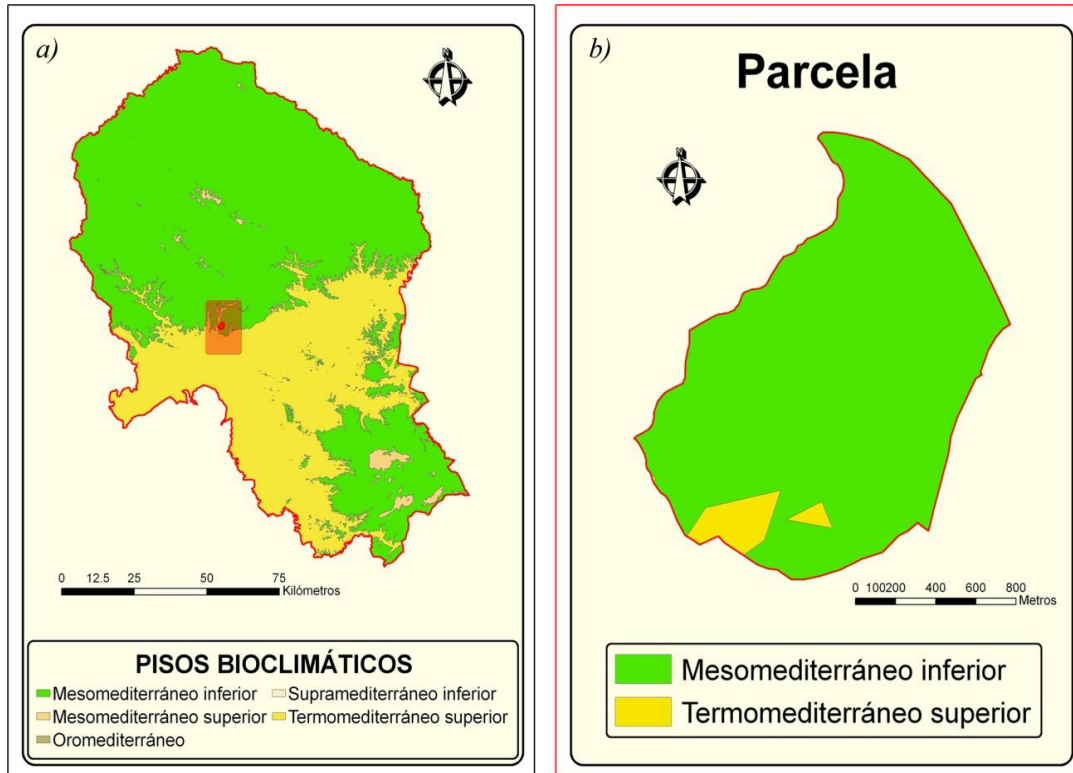 a)
0 12.5 25 50 75
Kilómetros
PISOS BIOCLIMÁTICOS
Mesomediterráneo inferior
Supramediterráneo inferior
Mesomediterráneo superior
Termomediterráneo superior
Oromediterráneo
b)
Parcela
0 100200 400 600 800
Metros
Mesomediterráneo inferior
Termomediterráneo superior